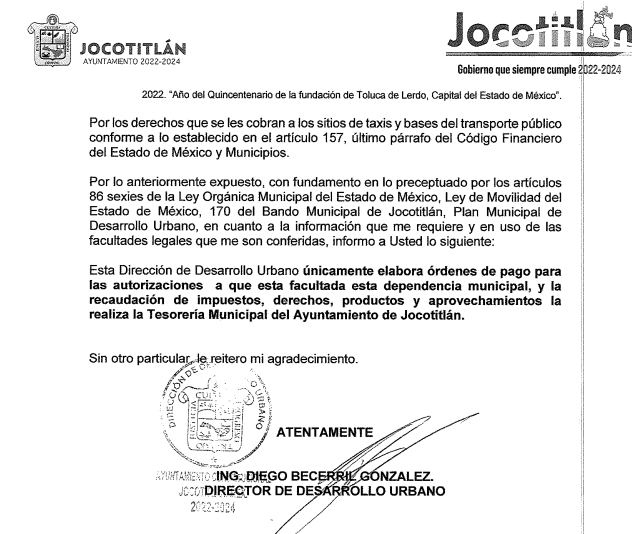 JOCOTITLÁN
AYUNTAMIENTO 2022-2024
Jocotitlán
Gobierno que siempre cumple 2022-2024
2022. “Año del Quincentenario de la fundación de Toluca de Lerdo, Capital del Estado de México”.
Por los derechos que se les cobran a los sitios de taxis y bases del transporte público
conforme a lo establecido en el artículo 157, último párrafo del Código Financiero
del Estado de México y Municipios.
Por lo anteriormente expuesto, con fundamento en lo preceptuado por los artículos
86 sexies de la Ley Orgánica Municipal del Estado de México, Ley de Movilidad del
Estado de México, 170 del Bando Municipal de Jocotitlán, Plan Municipal de
Desarrollo Urbano, en cuanto a la información que me requiere y en uso de las
facultades legales que me son conferidas, informo a Usted lo siguiente:
Esta Dirección de Desarrollo Urbano únicamente elabora órdenes de pago para
las autorizaciones a que esta facultada esta dependencia municipal, y la
recaudación de impuestos, derechos, productos y aprovechamientos la
realiza la Tesorería Municipal del Ayuntamiento de Jocotitlán.
Sin otro particular, le reitero mi agradecimiento.
ATENTAMENTE
ING. DIEGO BECERRIL GONZALEZ.
DIRECTOR DE DESARROLLO URBANO
DIRECCIÓN DE
URBANO
AYUNTAMIENTO
2022-2024